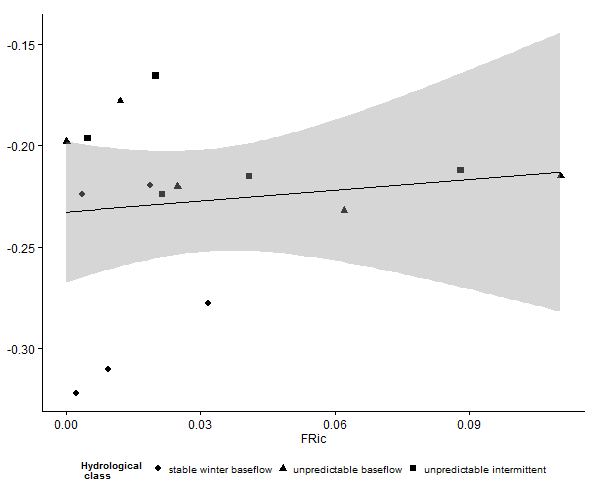 -0.15
-0.20
-0.25
-0.30
0.00 0.03 0.06 0.09
FRic
Hydrological
class
stable winter baseflow unpredictable baseflow unpredictable intermittent